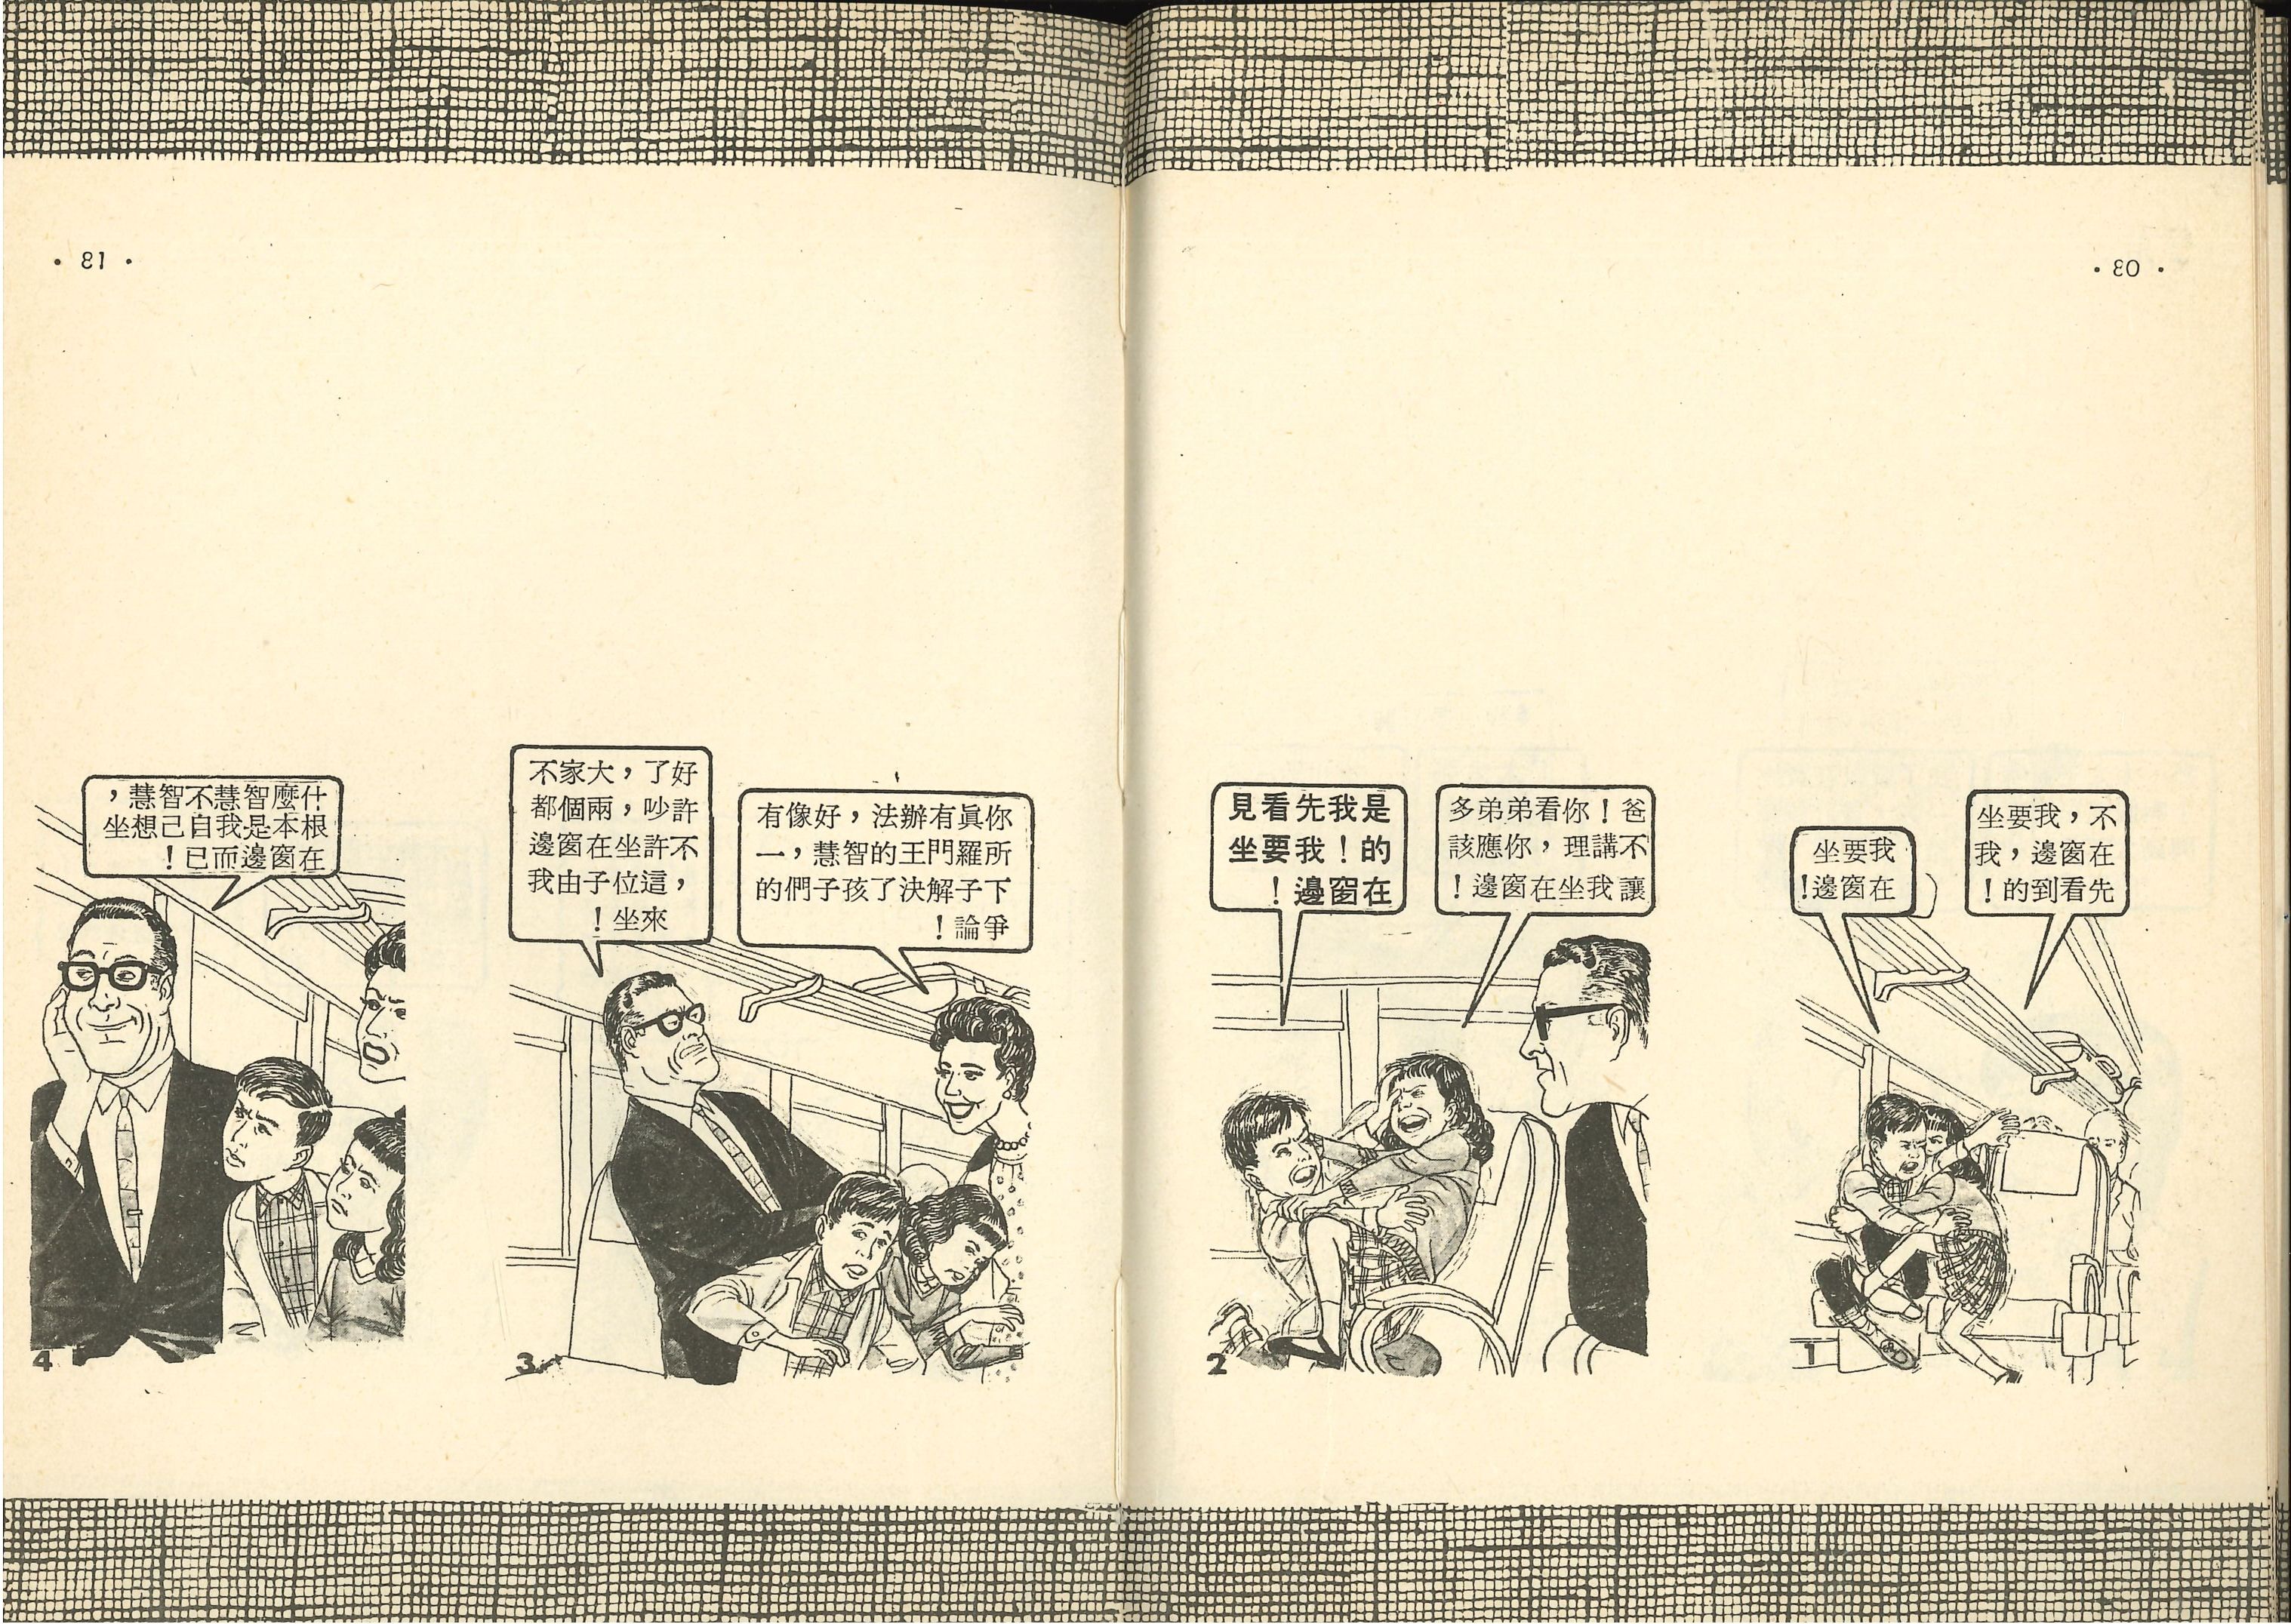 · 80 ·
不，我要坐
在窗邊，我
先看到的！
我要坐
在窗邊！
1
爸！你看弟弟多
不講理，你應該
讓我坐在窗邊！
是我先看見
的！我要坐
在窗邊！
2
· 81 ·
你眞有辦法，好像有
所羅門王的智慧，一
下子解決了孩子們的
爭論！
好了，大家不
許吵，兩個都
不許坐在窗邊
，這位子由我
來坐！
3
什麼智慧不智慧，
根本是我自己想坐
在窗邊而已！
4